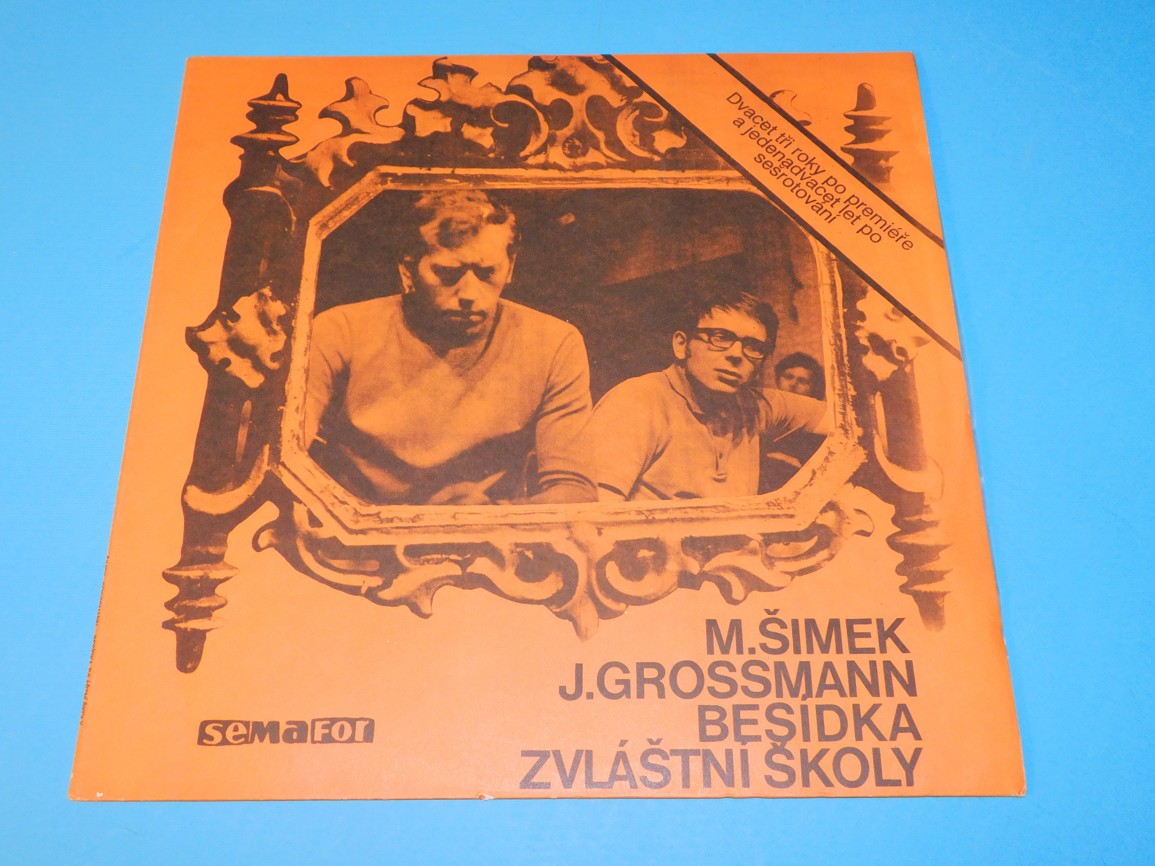 Dvacet tři roky po premiéře
a jedenadvacet let po
sešrotování
M.ŠIMEK
J.GROSSMANN
BESÍDKA
ZVLÁŠTNÍ ŠKOLY
semafor